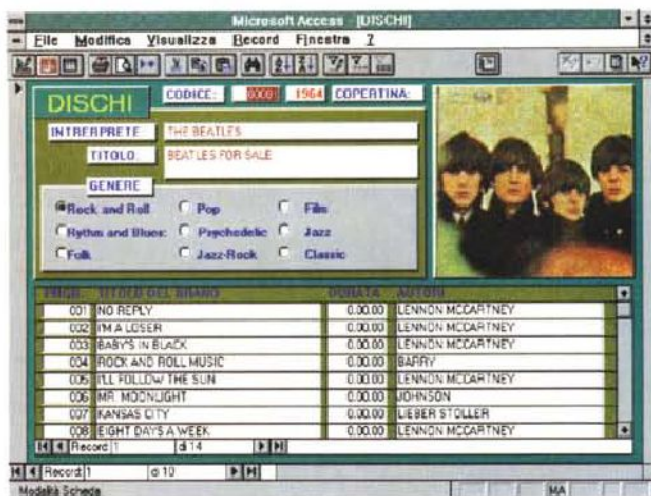 Microsoft Access - [DISCHI]
File Modifica Visualizza Record Finestra ?
DISCHI
CODICE: 1964 COPERTINA:
INTRERPRETE: THE BEATLES
TITOLO: BEATLES FOR SALE
GENERE
Rock and Roll Pop Film
Rythm and Blues: Psychedelic Jazz
Folk Jazz-Rock Classic
PROGR. TITOLO DEL BRANO DURATA AUTORI
001 NO REPLY 0.00.00 LENNON MCCARTNEY
002 I'M A LOSER 0.00.00 LENNON MCCARTNEY
003 BABY'S IN BLACK 0.00.00 LENNON MCCARTNEY
004 ROCK AND ROLL MUSIC 0.00.00 BARRY
005 I'LL FOLLOW THE SUN 0.00.00 LENNON MCCARTNEY
006 MR. MOONLIGHT 0.00.00 JOHNSON
007 KANSAS CITY 0.00.00 LIEBER STOLLER
008 EIGHT DAYS A WEEK 0.00.00 LENNON MCCARTNEY
Record: 1 di 14
Record: 1 di 10
Modalità Scheda MA